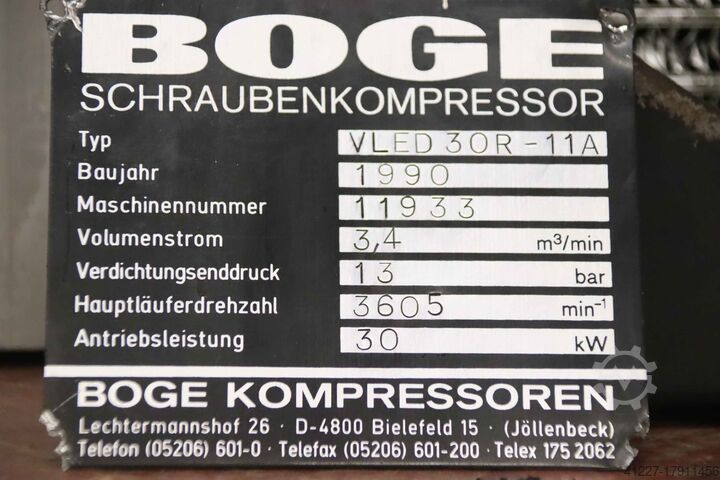 BOGE
SCHRAUBENKOMPRESSOR
Typ VLED 30R-11A
Baujahr 1990
Maschinennummer 11933
Volumenstrom 3,4 m³/min
Verdichtungsenddruck 13 bar
Hauptläuferdrehzahl 3605 min⁻¹
Antriebsleistung 30 kW
BOGE KOMPRESSOREN
Lechtermannshof 26 · D-4800 Bielefeld 15 · (Jöllenbeck)
Telefon (05206) 601-0 · Telefax (05206) 601-200 · Telex 175 2062
41227-17911456